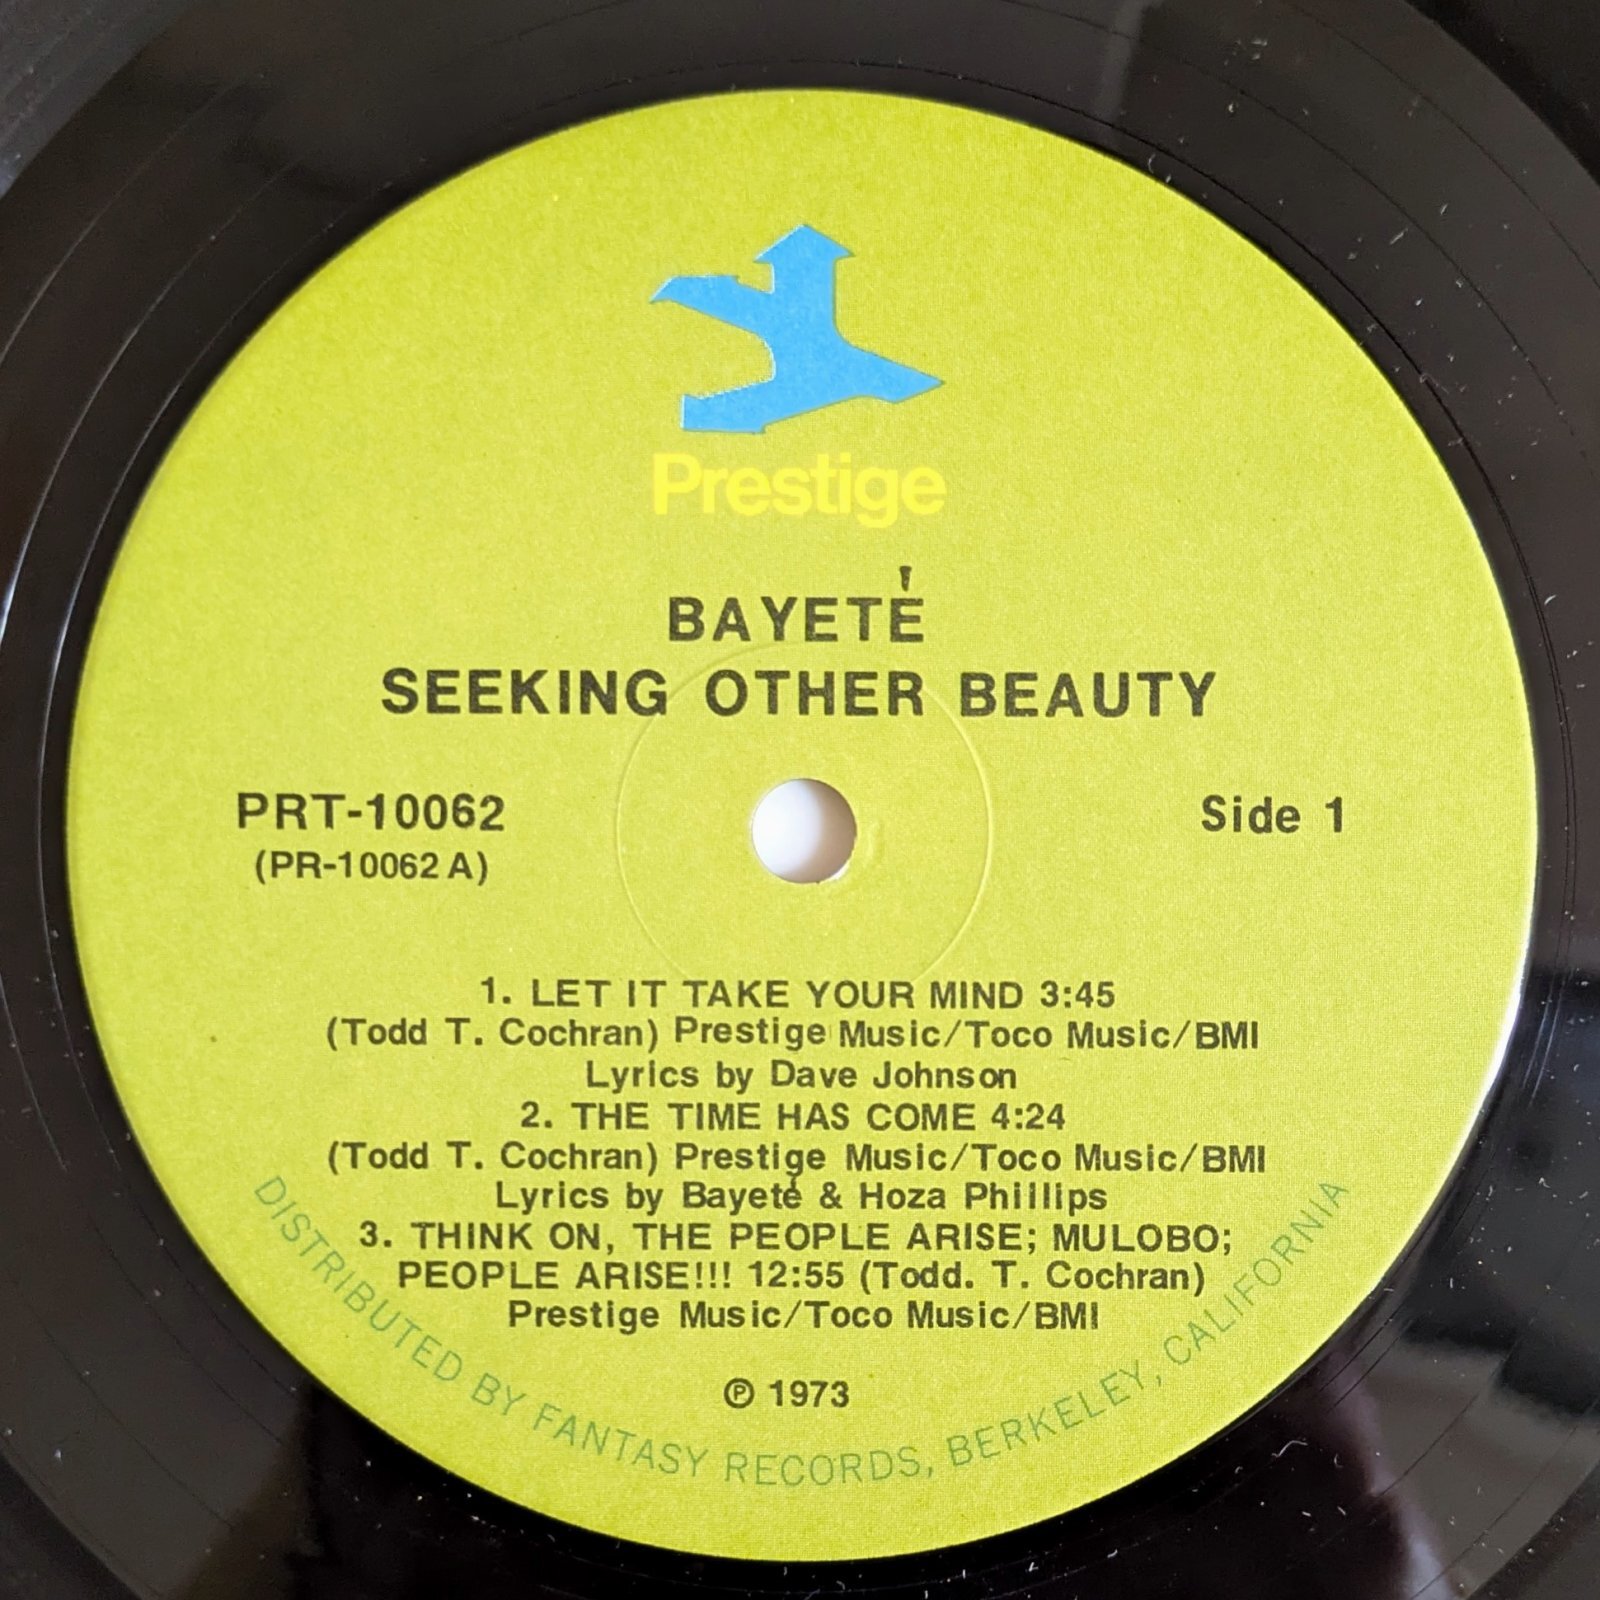 Prestige
BAYETÉ
SEEKING OTHER BEAUTY
PRT-10062
(PR-10062 A)
Side 1
1. LET IT TAKE YOUR MIND 3:45
(Todd T. Cochran) Prestige Music/Toco Music/BMI
Lyrics by Dave Johnson
2. THE TIME HAS COME 4:24
(Todd T. Cochran) Prestige Music/Toco Music/BMI
Lyrics by Bayeté & Hoza Phillips
3. THINK ON, THE PEOPLE ARISE; MULOBO;
PEOPLE ARISE!!! 12:55 (Todd. T. Cochran)
Prestige Music/Toco Music/BMI
℗ 1973
DISTRIBUTED BY FANTASY RECORDS, BERKELEY, CALIFORNIA